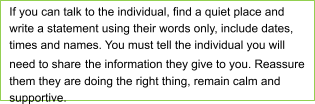 If you can talk to the individual, find a quiet place and
write a statement using their words only, include dates,
times and names. You must tell the individual you will
need to share the information they give to you. Reassure
them they are doing the right thing, remain calm and
supportive.